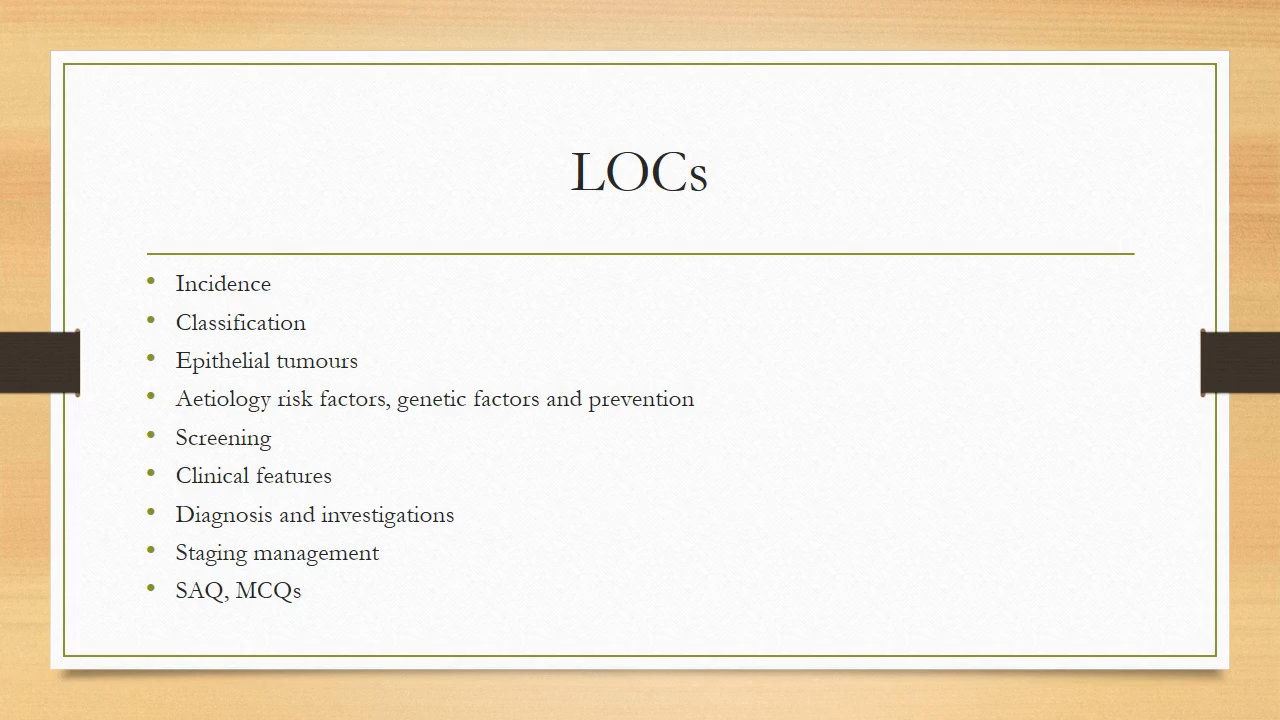 LOCs
• Incidence
• Classification
• Epithelial tumours
• Aetiology risk factors, genetic factors and prevention
• Screening
• Clinical features
• Diagnosis and investigations
• Staging management
• SAQ, MCQs